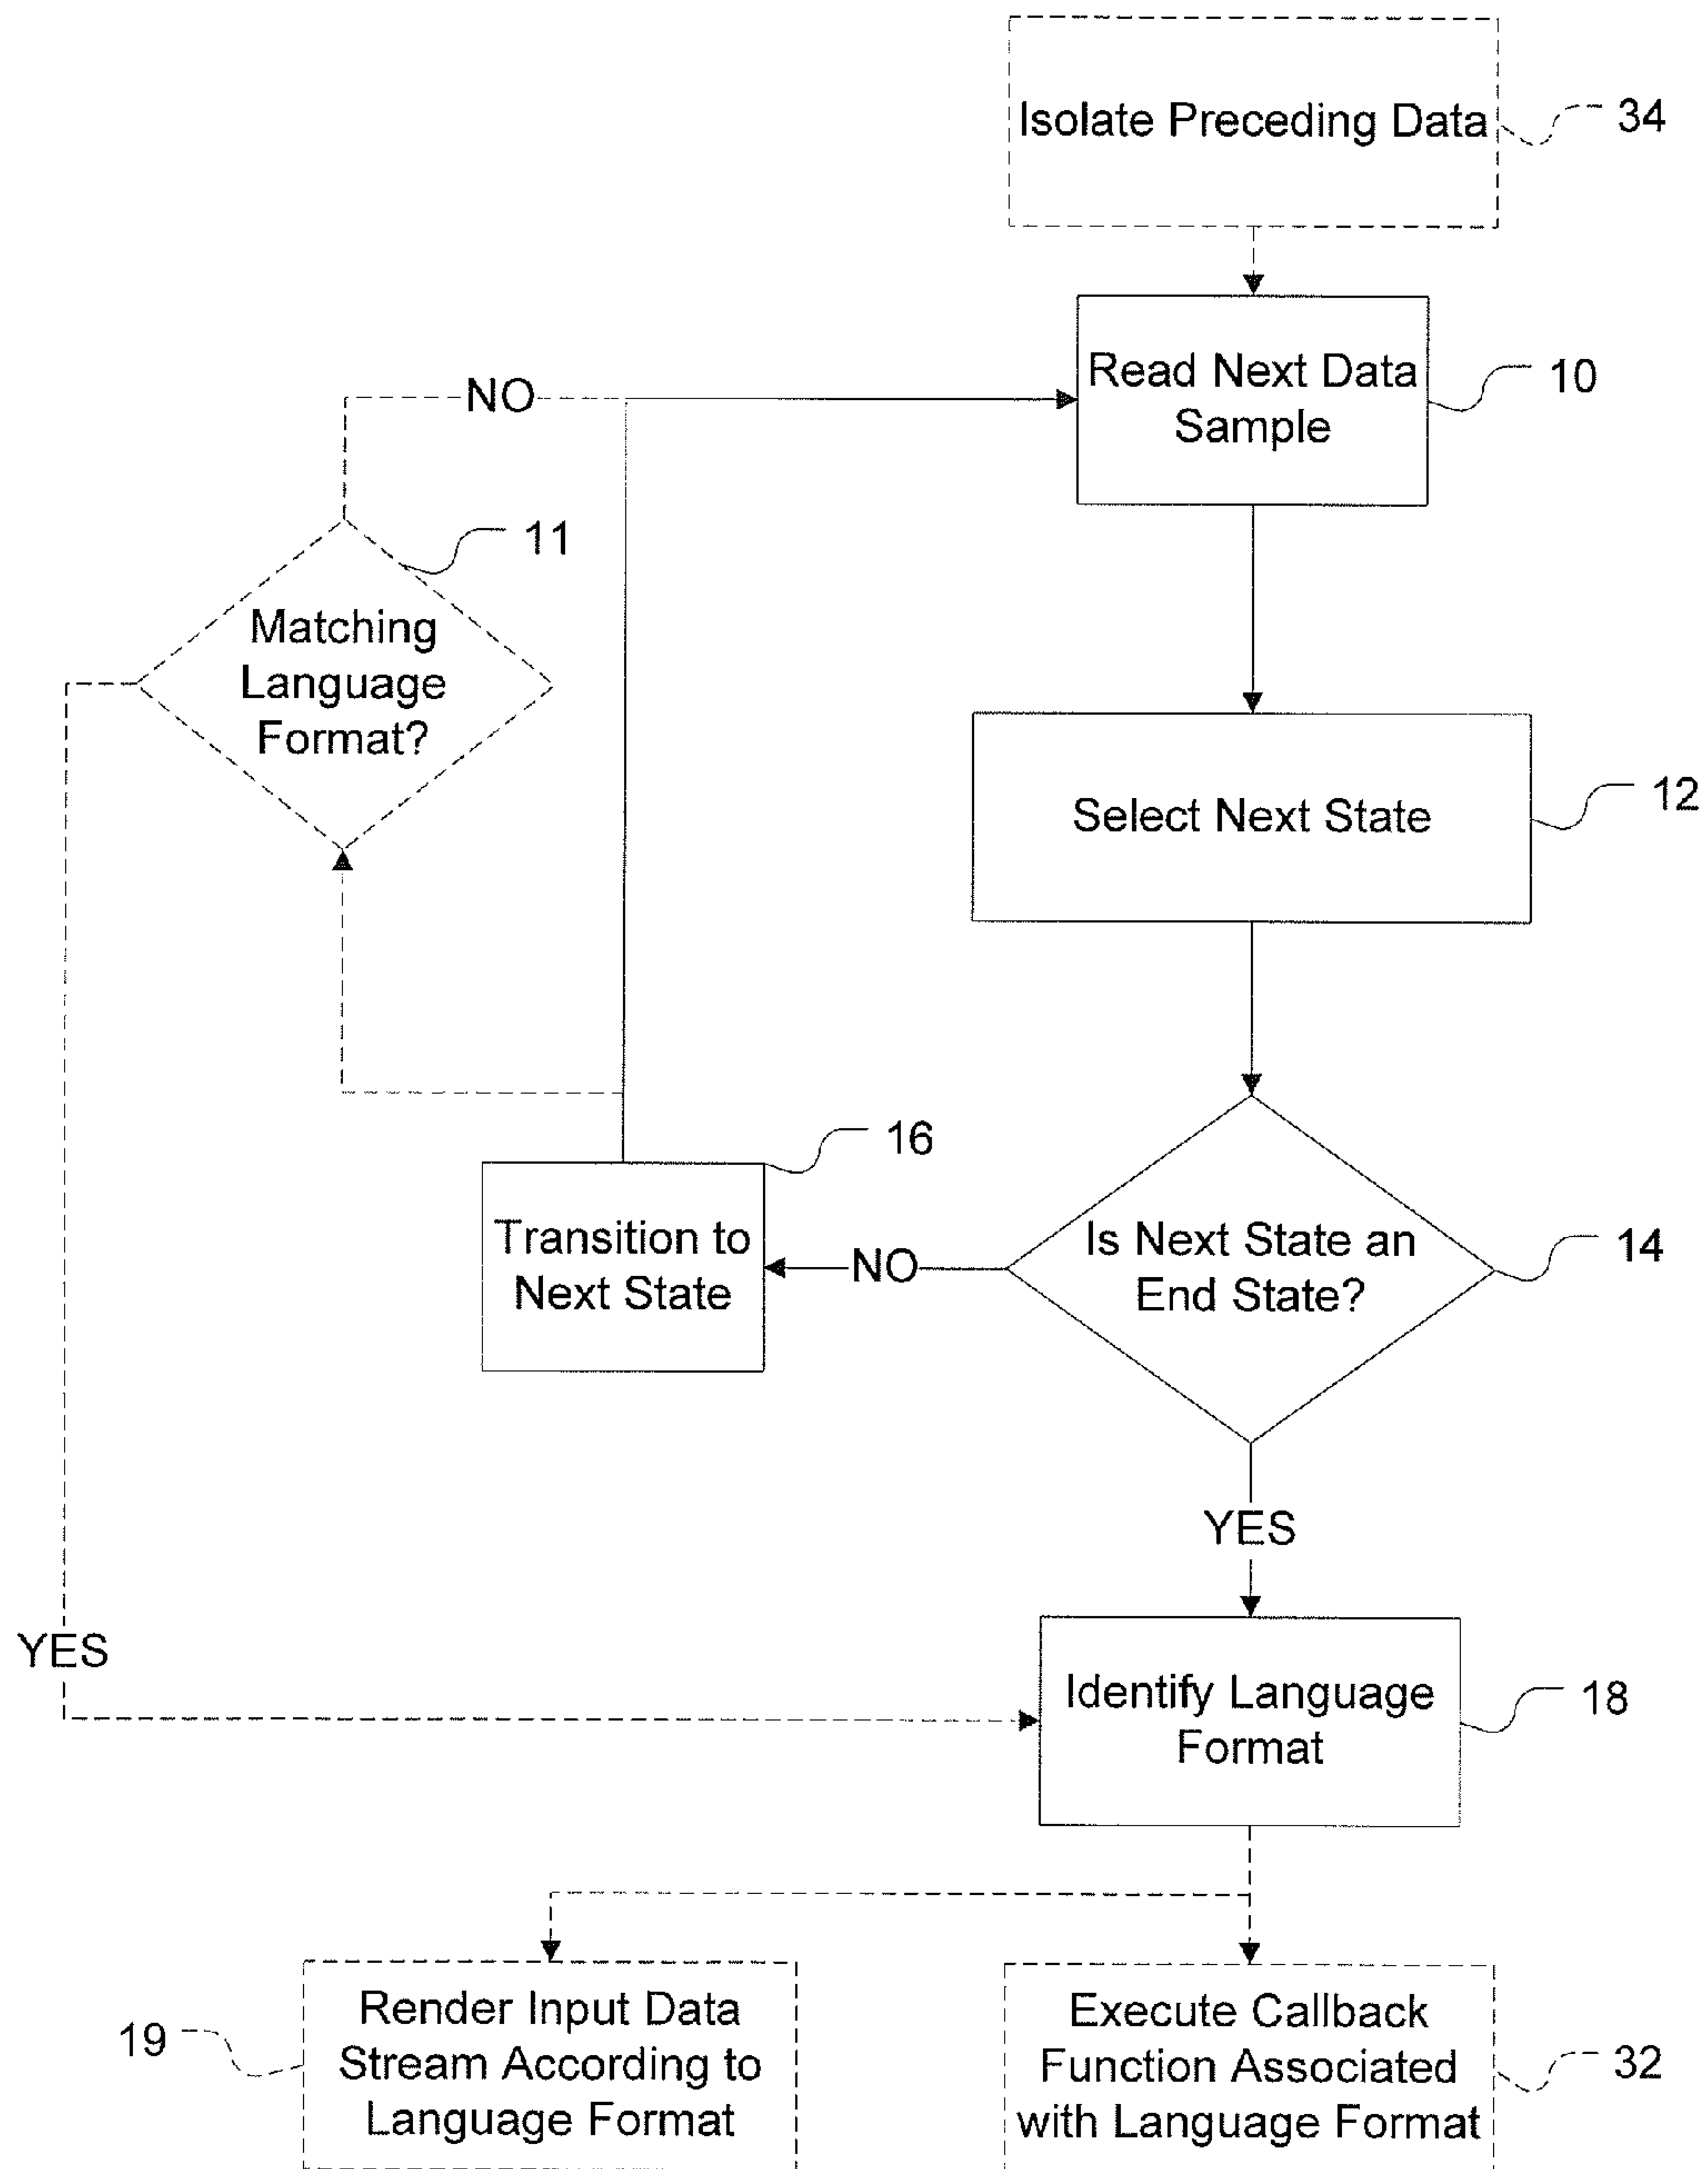 Isolate Preceding Data
34
Read Next Data
Sample
10
NO
11
Matching
Language
Format?
Select Next State
12
16
Transition to
Next State
NO
Is Next State an
End State?
14
YES
YES
Identify Language
Format
18
Render Input Data
Stream According to
Language Format
19
Execute Callback
Function Associated
with Language Format
32